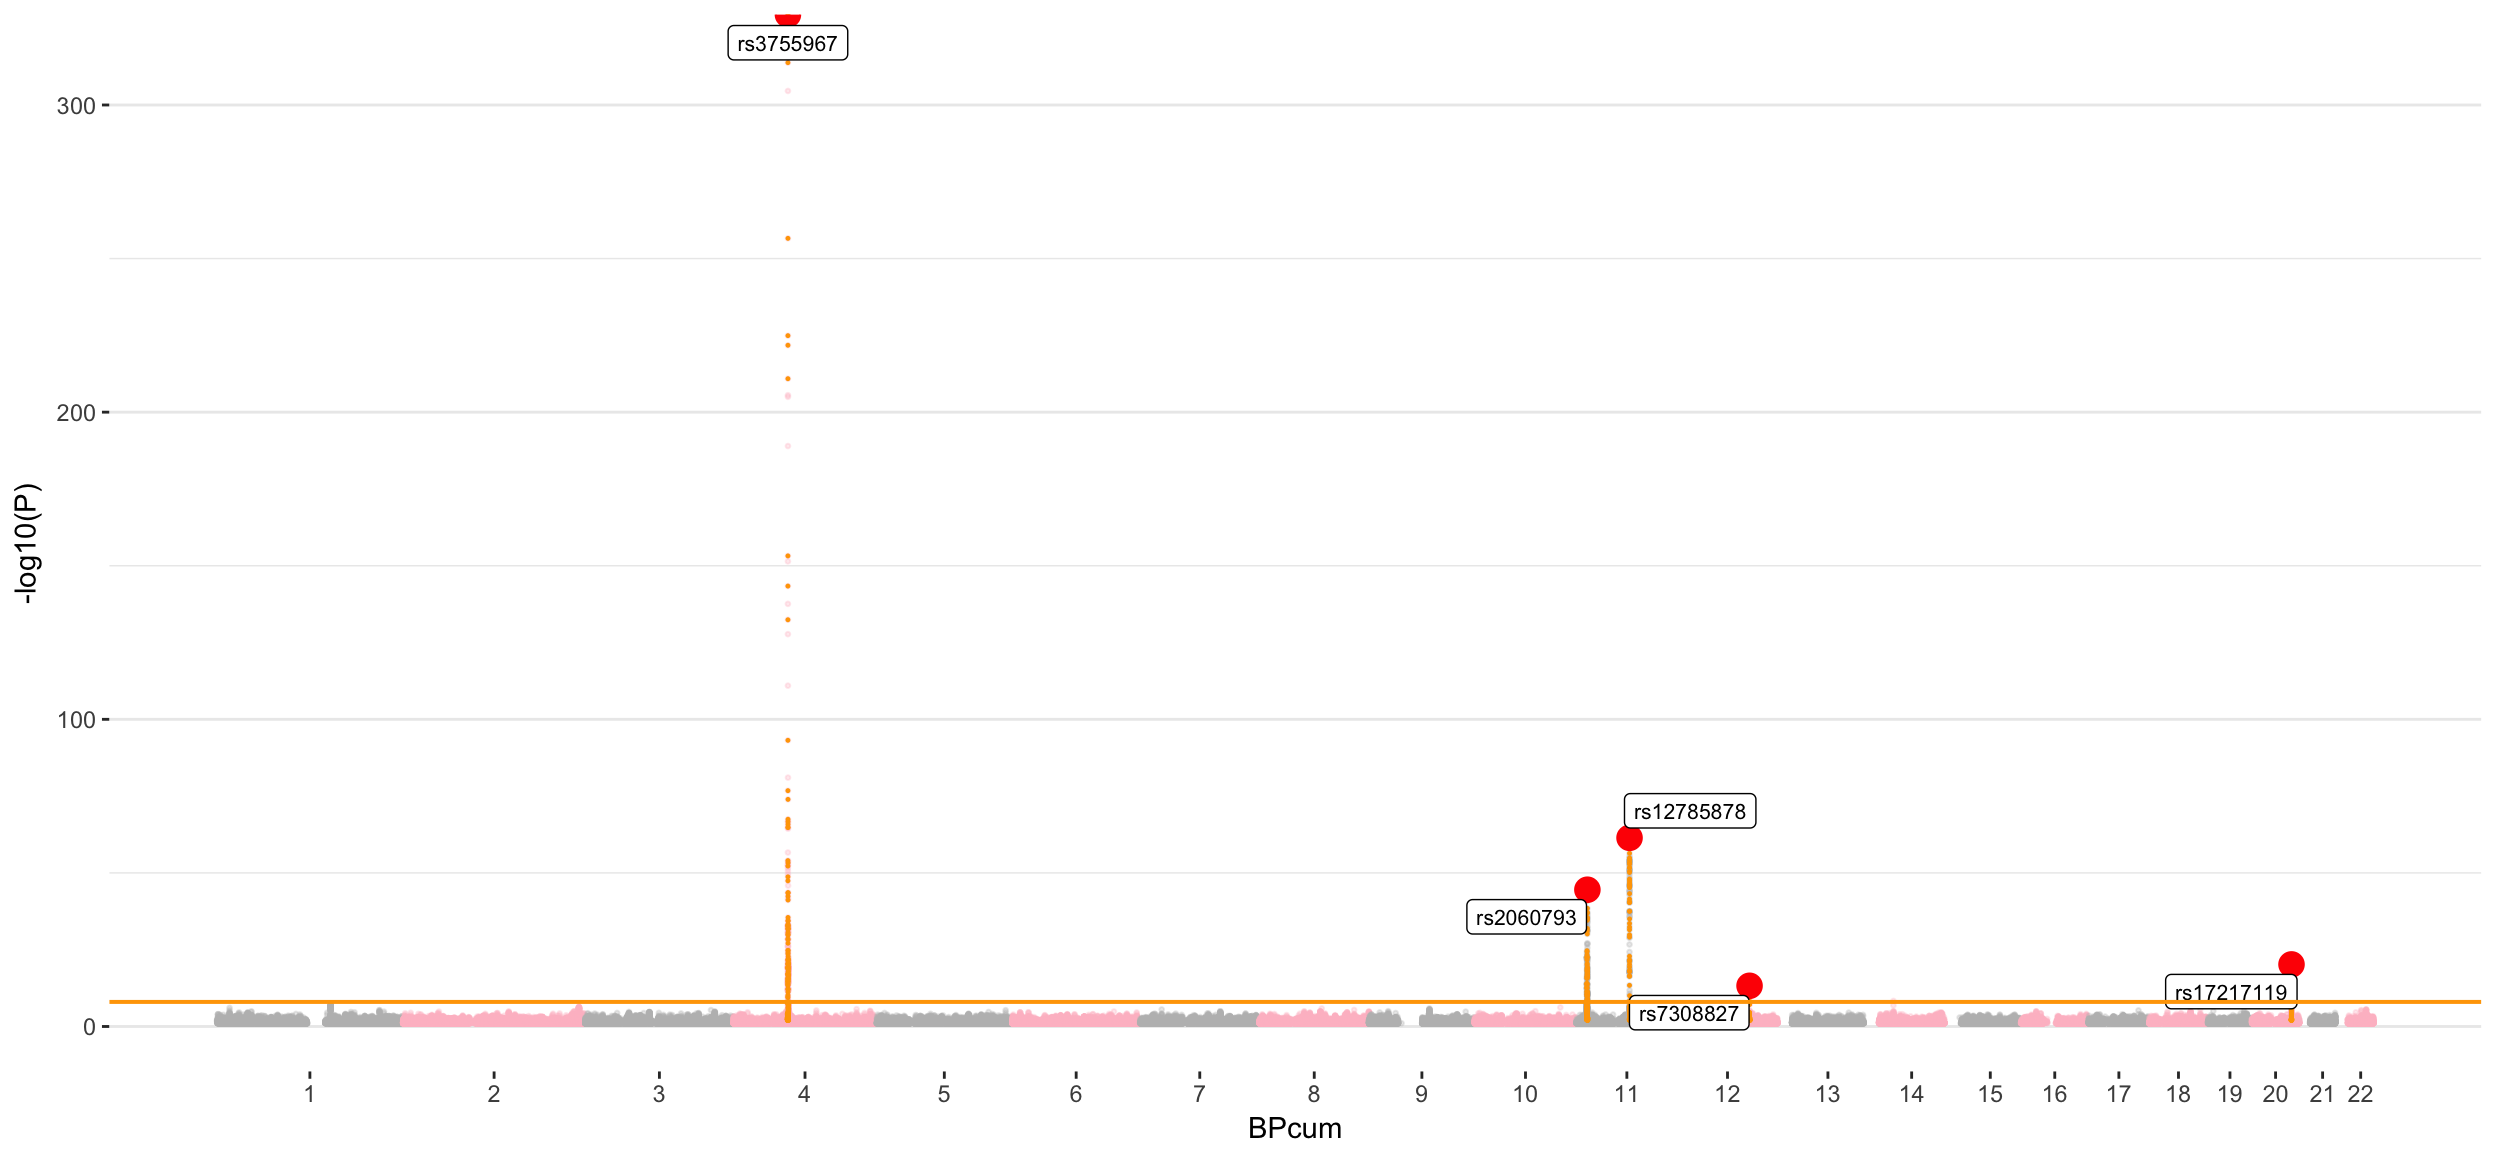 rs3755967
300
200
-log10(P)
100
rs12785878
rs2060793
rs17217119
rs7308827
0
1 2 3 4 5 6 7 8 9 10 11 12 13 14 15 16 17 18 19 20 21 22
BPcum